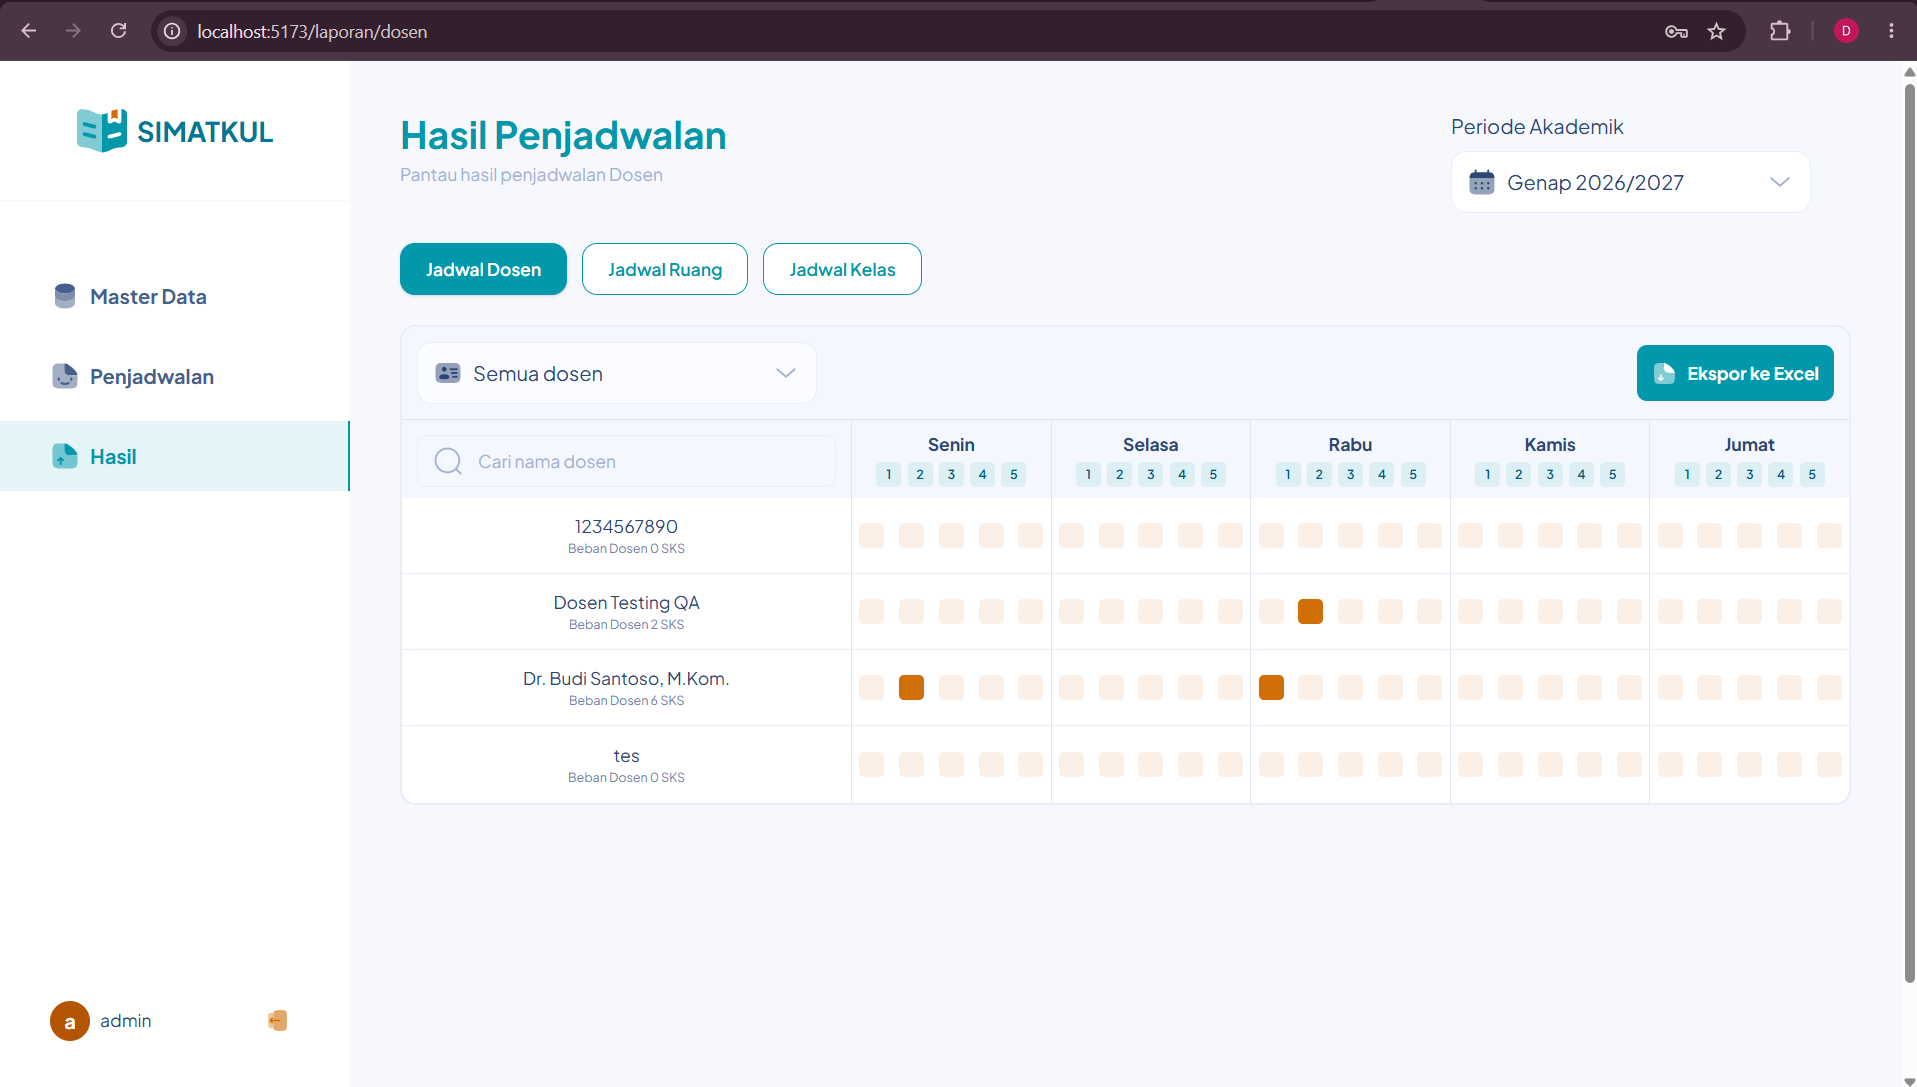 localhost:5173/laporan/dosen
D
SIMATKUL
Master Data
Penjadwalan
Hasil
a admin
Hasil Penjadwalan
Pantau hasil penjadwalan Dosen
Periode Akademik
Genap 2026/2027
Jadwal Dosen Jadwal Ruang Jadwal Kelas
Semua dosen
Ekspor ke Excel
Cari nama dosen
Senin Selasa Rabu Kamis Jumat
1 2 3 4 5 1 2 3 4 5 1 2 3 4 5 1 2 3 4 5 1 2 3 4 5
1234567890
Beban Dosen 0 SKS
Dosen Testing QA
Beban Dosen 2 SKS
Dr. Budi Santoso, M.Kom.
Beban Dosen 6 SKS
tes
Beban Dosen 0 SKS